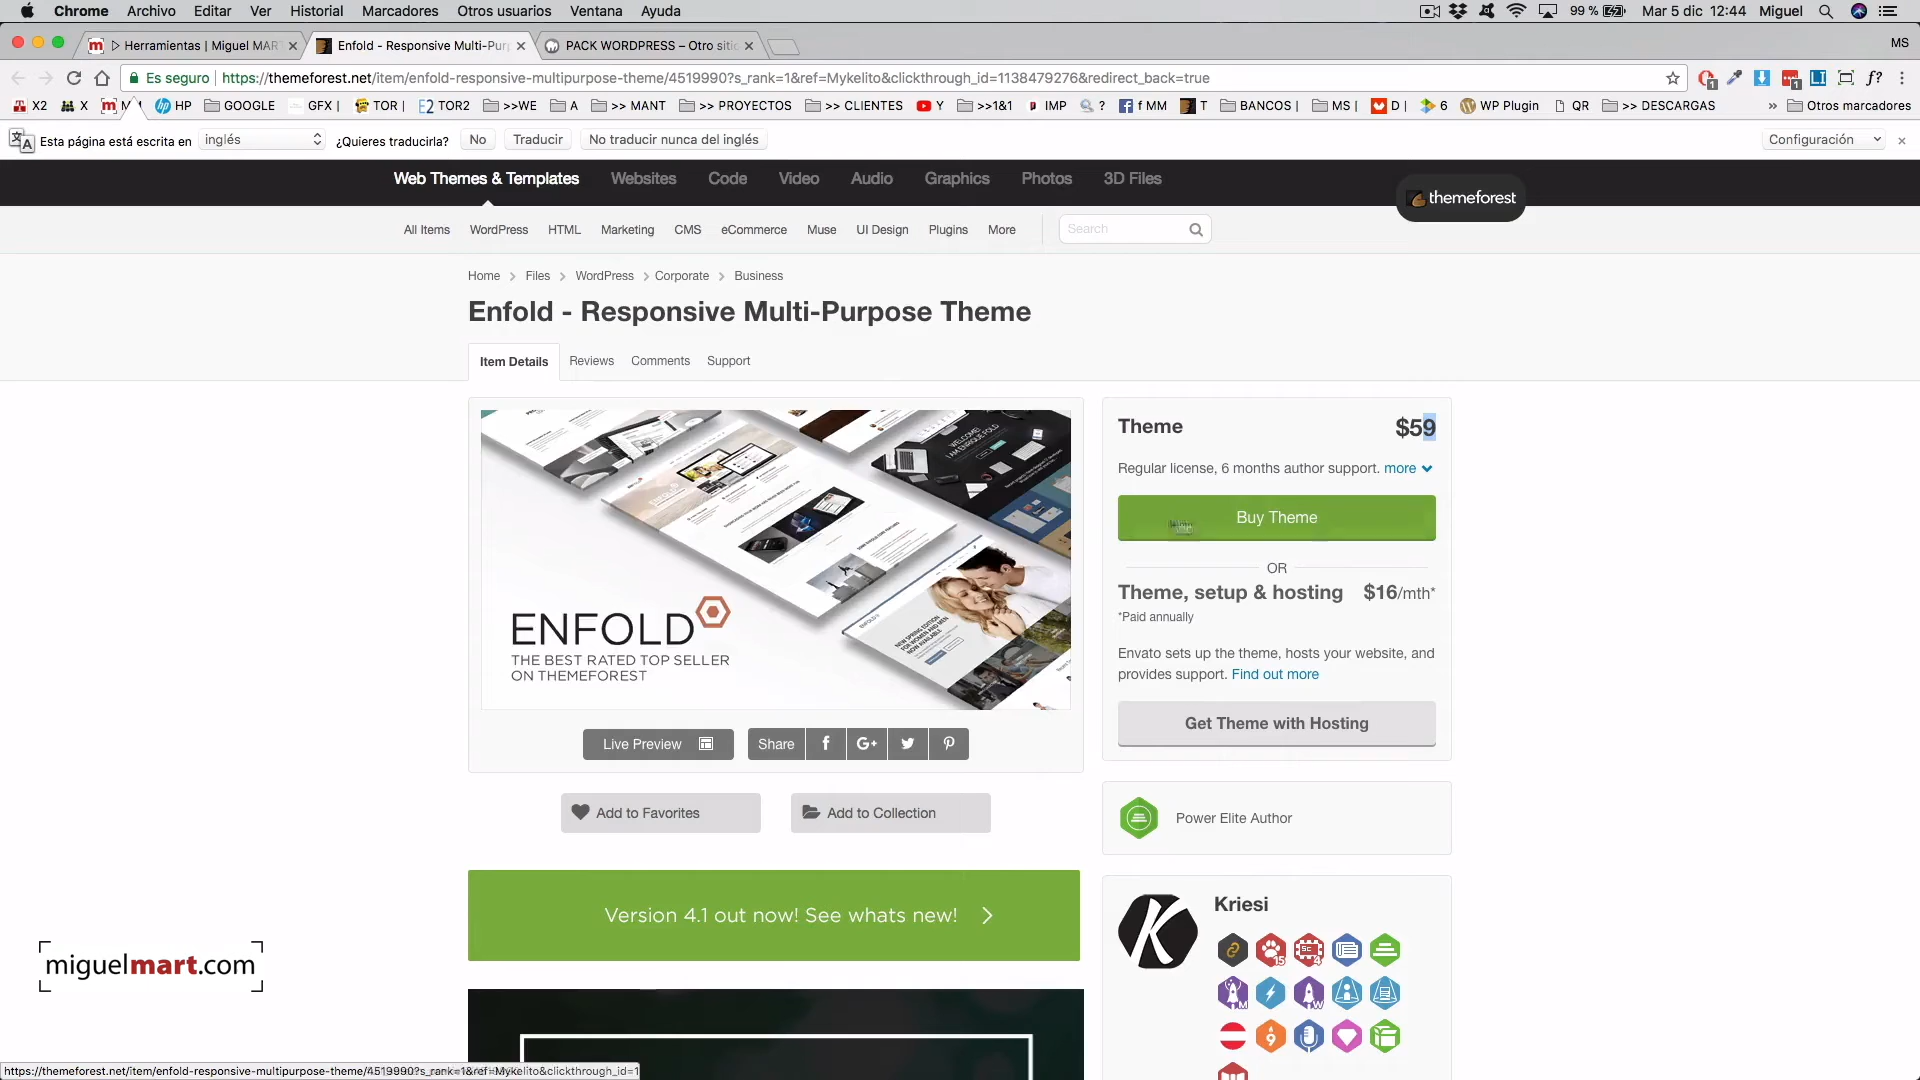 Chrome Archivo Editar Ver Historial Marcadores Otros usuarios Ventana Ayuda 99 % Mar 5 dic 12:44 Miguel
Herramientas | Miguel MAR Enfold - Responsive Multi-Pur PACK WORDPRESS – Otro siti MS
Es seguro https://themeforest.net/item/enfold-responsive-multipurpose-theme/4519990?s_rank=1&ref=Mykelito&clickthrough_id=1138479276&redirect_back=true
X2 X HP GOOGLE GFX | TOR | TOR2 >>WE A >> MANT >> PROYECTOS >> CLIENTES Y >>1&1 IMP ? f MM T BANCOS | MS | D | 6 WP Plugin QR >> DESCARGAS » Otros marcadores
Esta página está escrita en inglés ¿Quieres traducirla? No Traducir No traducir nunca del inglés Configuración
Web Themes & Templates Websites Code Video Audio Graphics Photos 3D Files
themeforest
All Items WordPress HTML Marketing CMS eCommerce Muse UI Design Plugins More Search
Home Files WordPress Corporate Business
Enfold - Responsive Multi-Purpose Theme
Item Details Reviews Comments Support
Theme $59
Regular license, 6 months author support. more
Buy Theme
OR
Theme, setup & hosting $16/mth*
*Paid annually
Envato sets up the theme, hosts your website, and
provides support. Find out more
Get Theme with Hosting
WELCOME!
I AM ENRIQUE FOLD
ENFOLD
THE BEST RATED TOP SELLER
ON THEMEFOREST
Live Preview Share f G+
Add to Favorites Add to Collection
Power Elite Author
Version 4.1 out now! See whats new!
Kriesi
miguelmart.com
https://themeforest.net/item/enfold-responsive-multipurpose-theme/4519990?s_rank=1&ref=Mykelito&clickthrough_id=1